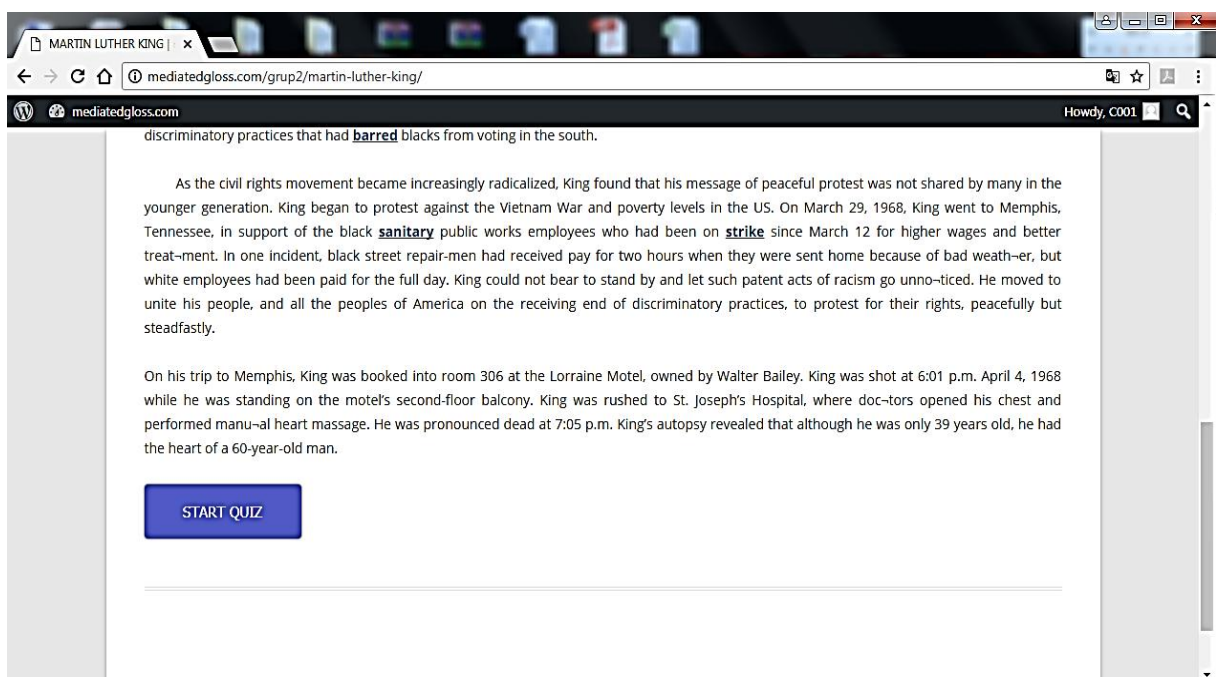 MARTIN LUTHER KING |
mediatedgloss.com/grup2/martin-luther-king/
mediatedgloss.com
Howdy, C001
discriminatory practices that had barred blacks from voting in the south.
As the civil rights movement became increasingly radicalized, King found that his message of peaceful protest was not shared by many in the
younger generation. King began to protest against the Vietnam War and poverty levels in the US. On March 29, 1968, King went to Memphis,
Tennessee, in support of the black sanitary public works employees who had been on strike since March 12 for higher wages and better
treat¬ment. In one incident, black street repair-men had received pay for two hours when they were sent home because of bad weath¬er, but
white employees had been paid for the full day. King could not bear to stand by and let such patent acts of racism go unno¬ticed. He moved to
unite his people, and all the peoples of America on the receiving end of discriminatory practices, to protest for their rights, peacefully but
steadfastly.
On his trip to Memphis, King was booked into room 306 at the Lorraine Motel, owned by Walter Bailey. King was shot at 6:01 p.m. April 4, 1968
while he was standing on the motel's second-floor balcony. King was rushed to St. Joseph's Hospital, where doc¬tors opened his chest and
performed manu¬al heart massage. He was pronounced dead at 7:05 p.m. King's autopsy revealed that although he was only 39 years old, he had
the heart of a 60-year-old man.
START QUIZ